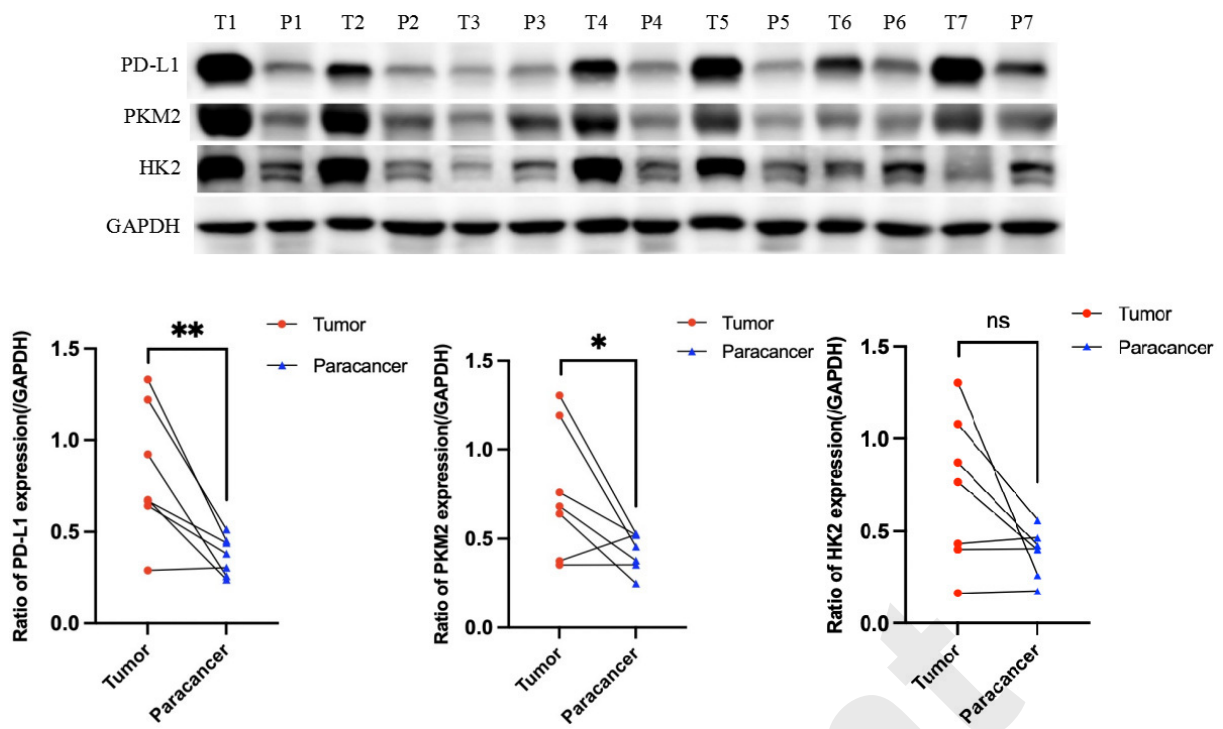 T1 P1 T2 P2 T3 P3 T4 P4 T5 P5 T6 P6 T7 P7
PD-L1
PKM2
HK2
GAPDH
Ratio of PD-L1 expression(/GAPDH)
1.5
1.0
0.5
0.0
**
Tumor
Paracancer
Tumor
Paracancer
Ratio of PKM2 expression(/GAPDH)
1.5
1.0
0.5
0.0
*
Tumor
Paracancer
Tumor
Paracancer
Ratio of HK2 expression(/GAPDH)
1.5
1.0
0.5
0.0
ns
Tumor
Paracancer
Tumor
Paracancer